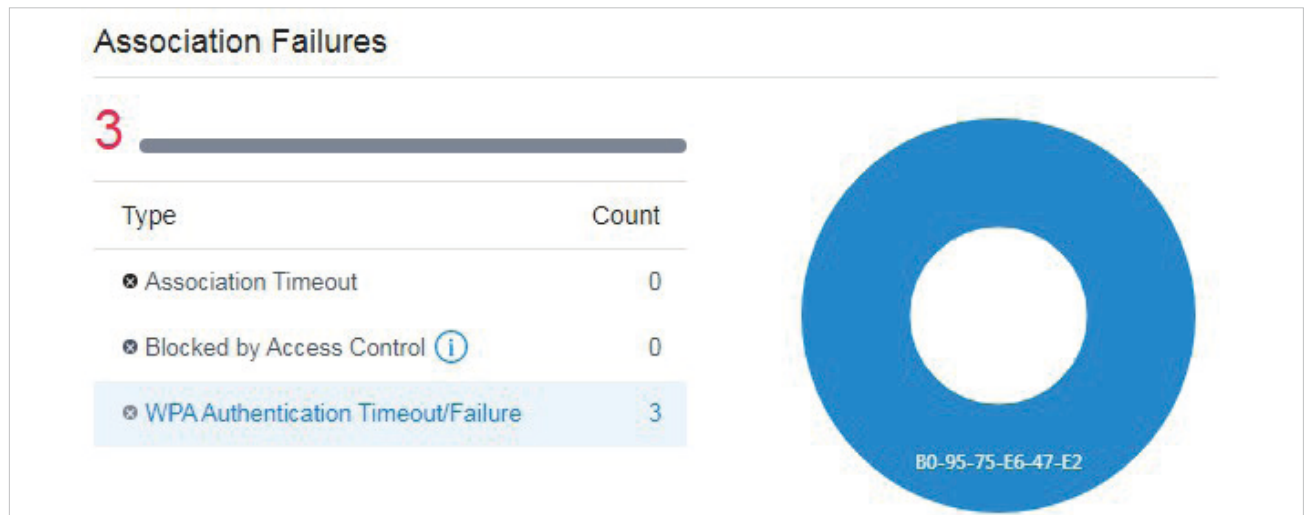 Association Failures
3
Type Count
Association Timeout 0
Blocked by Access Control i 0
WPA Authentication Timeout/Failure 3
B0-95-75-E6-47-E2